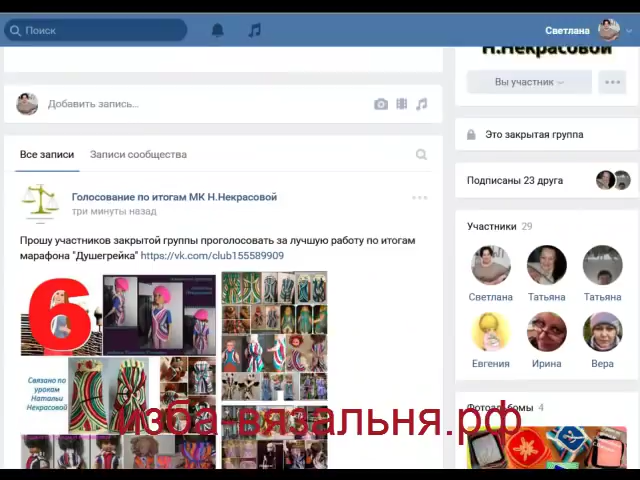 Поиск
Светлана
Н.Некрасовой
Вы участник
Добавить запись...
Это закрытая группа
Все записи
Записи сообщества
Подписаны 23 друга
Голосование по итогам МК Н.Некрасовой
три минуты назад
Прошу участников закрытой группы проголосовать за лучшую работу по итогам
марафона "Душегрейка" https://vk.com/club155589909
Участники 29
Светлана
Татьяна
Татьяна
Евгения
Ирина
Вера
6
Связано по
урокам
Натальи
Некрасовой
Фотоальбомы 4
изба-вязальня.рф